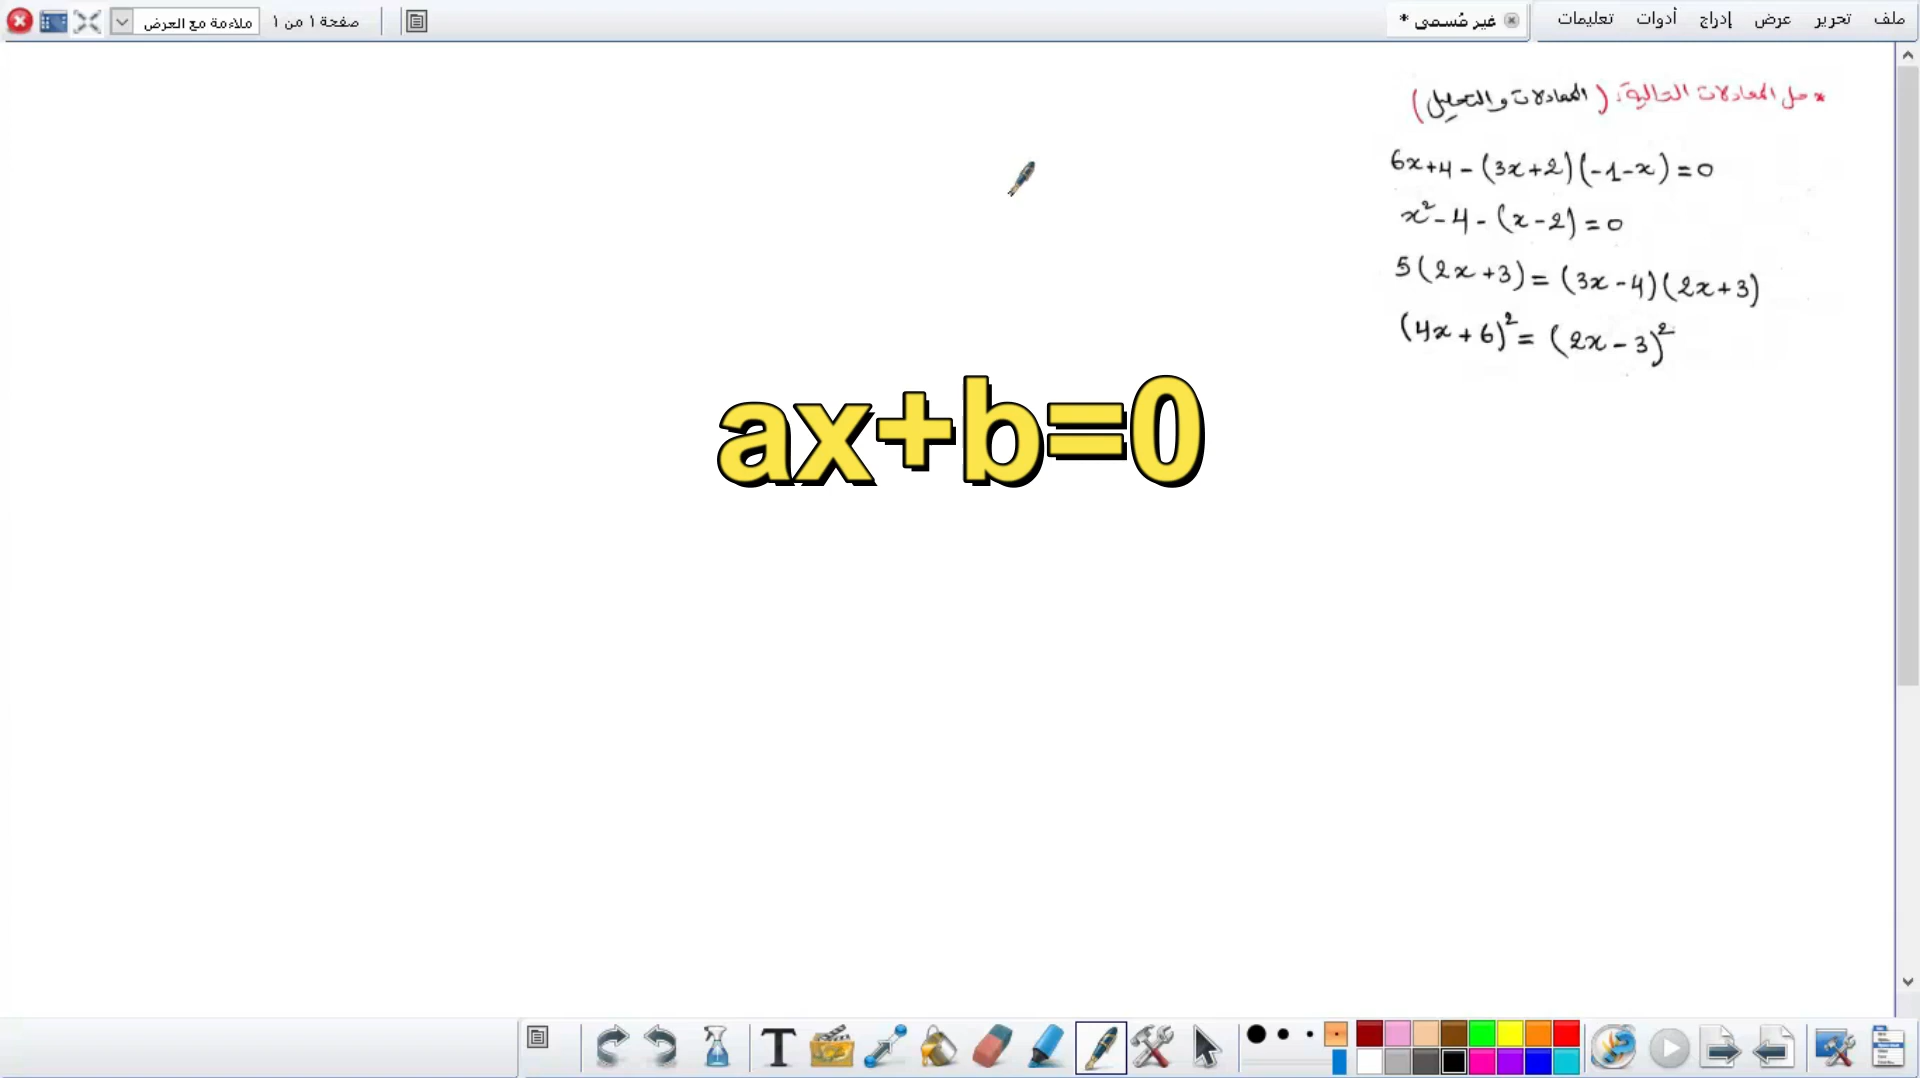 ملف تحرير عرض إدراج أدوات تعليمات
غير مُسمى *
صفحة ١ من ١
ملاءمة مع العرض
* حل المعادلات التالية: (المعادلات والتحليل)
6x+4-(3x+2)(-1-x)=0
x²-4-(x-2)=0
5(2x+3)=(3x-4)(2x+3)
(4x+6)²=(2x-3)²
ax+b=0
T